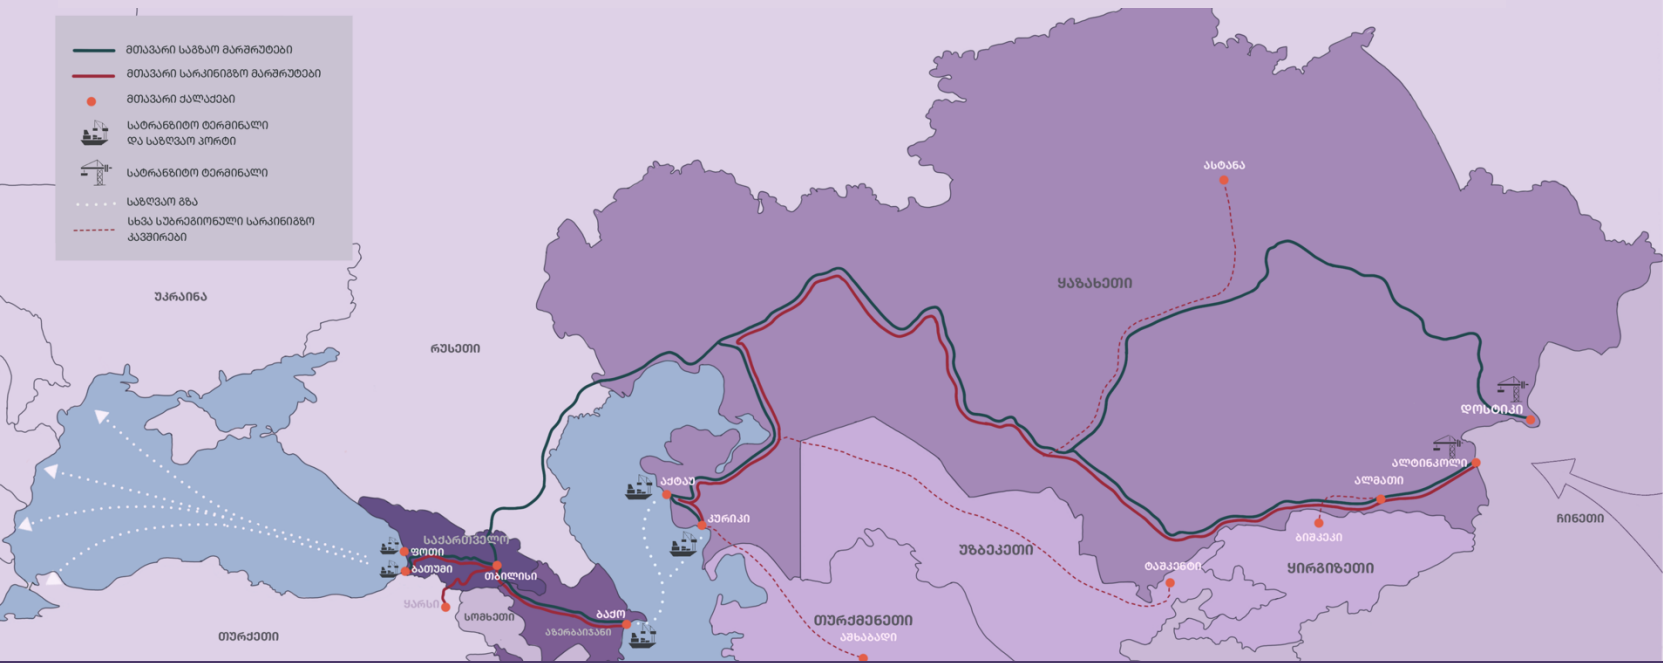 მთავარი საგზაო მარშრუტები
მთავარი სარკინიგზო მარშრუტები
მთავარი ქალაქები
სატრანზიტო ტერმინალი
და საზღვაო პორტი
სატრანზიტო ტერმინალი
საზღვაო გზა
სხვა სუბრეგიონული სარკინიგზო
კავშირები
ასტანა
ყაზახეთი
უკრაინა
რუსეთი
დოსტიკი
ალტინკოლი
ალმათი
აქტაუ
კურიკი
ჩინეთი
ბიშკეკი
საქართველო
ფოთი
უზბეკეთი
ბათუმი
თბილისი
ტაშკენტი
ყირგიზეთი
ყარსი
სომხეთი
ბაქო
აზერბაიჯანი
თურქეთი
თურქმენეთი
აშხაბადი